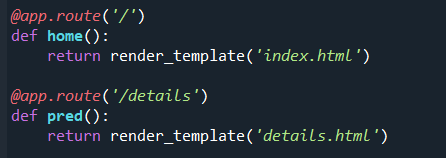 @app.route('/')
def home():
    return render_template('index.html')

@app.route('/details')
def pred():
    return render_template('details.html')